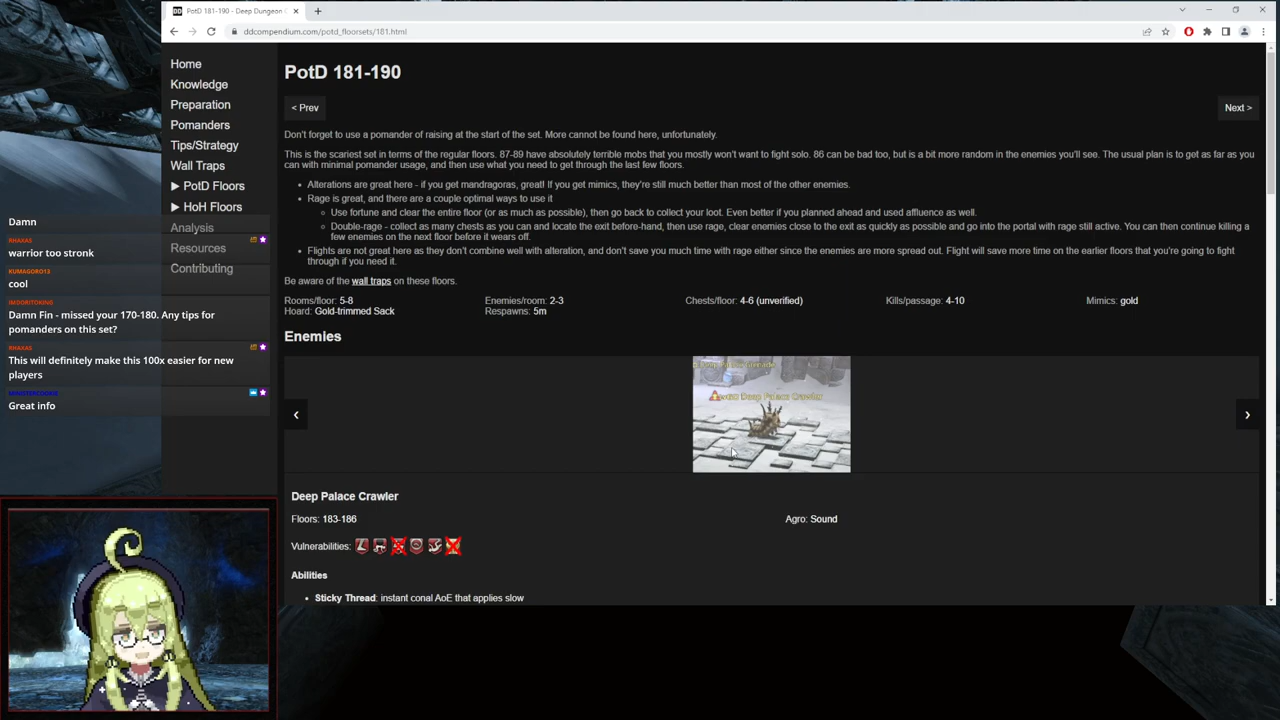 PotD 181-190 - Deep Dungeon
ddcompendium.com/potd_floorsets/181.html
Home
Knowledge
Preparation
Pomanders
Tips/Strategy
Wall Traps
▶ PotD Floors
▶ HoH Floors
Analysis
Resources
Contributing
Damn
RHAXAS
warrior too stronk
KUMAGORO13
cool
IMDORITOKING
Damn Fin - missed your 170-180. Any tips for
pomanders on this set?
RHAXAS
This will definitely make this 100x easier for new
players
Great info
PotD 181-190
< Prev
Next >
Don't forget to use a pomander of raising at the start of the set. More cannot be found here, unfortunately.
This is the scariest set in terms of the regular floors. 87-89 have absolutely terrible mobs that you mostly won't want to fight solo. 86 can be bad too, but is a bit more random in the enemies you'll see. The usual plan is to get as far as you
can with minimal pomander usage, and then use what you need to get through the last few floors.
• Alterations are great here - if you get mandragoras, great! If you get mimics, they're still much better than most of the other enemies.
• Rage is great, and there are a couple optimal ways to use it
Use fortune and clear the entire floor (or as much as possible), then go back to collect your loot. Even better if you planned ahead and used affluence as well.
Double-rage - collect as many chests as you can and locate the exit before-hand, then use rage, clear enemies close to the exit as quickly as possible and go into the portal with rage still active. You can then continue killing a
few enemies on the next floor before it wears off.
• Flights are not great here as they don't combine well with alteration, and don't save you much time with rage either since the enemies are more spread out. Flight will save more time on the earlier floors that you're going to fight
through if you need it.
Be aware of the wall traps on these floors.
Rooms/floor: 5-8 Enemies/room: 2-3 Chests/floor: 4-6 (unverified) Kills/passage: 4-10 Mimics: gold
Hoard: Gold-trimmed Sack Respawns: 5m
Enemies
Deep Palace Crawler
Deep Palace Crawler
Floors: 183-186 Agro: Sound
Vulnerabilities:
Abilities
• Sticky Thread: instant conal AoE that applies slow